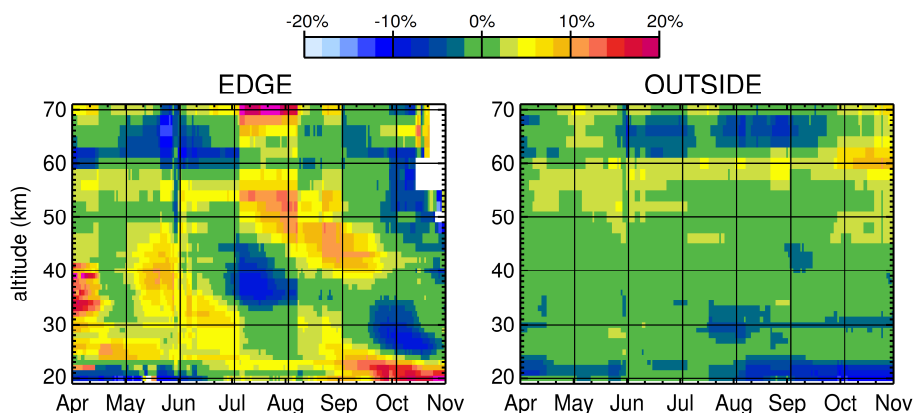 -20% -10% 0% 10% 20%
EDGE OUTSIDE
altitude (km)
70 70
60 60
50 50
40 40
30 30
20 20
Apr May Jun Jul Aug Sep Oct Nov Apr May Jun Jul Aug Sep Oct Nov